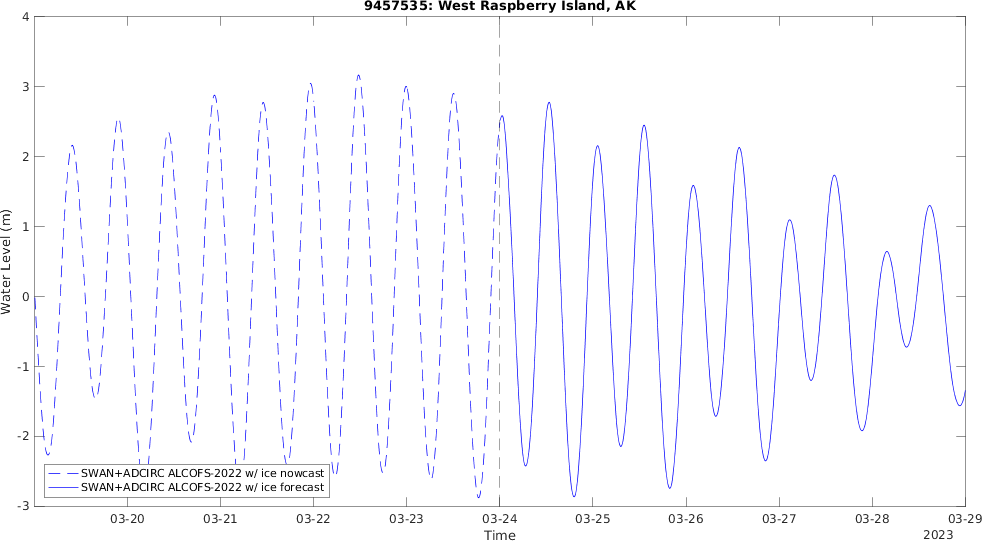 9457535: West Raspberry Island, AK
4
3
2
1
0
-1
-2
-3
Water Level (m)
SWAN+ADCIRC ALCOFS-2022 w/ ice nowcast
SWAN+ADCIRC ALCOFS-2022 w/ ice forecast
03-20 03-21 03-22 03-23 03-24 03-25 03-26 03-27 03-28 03-29
Time
2023